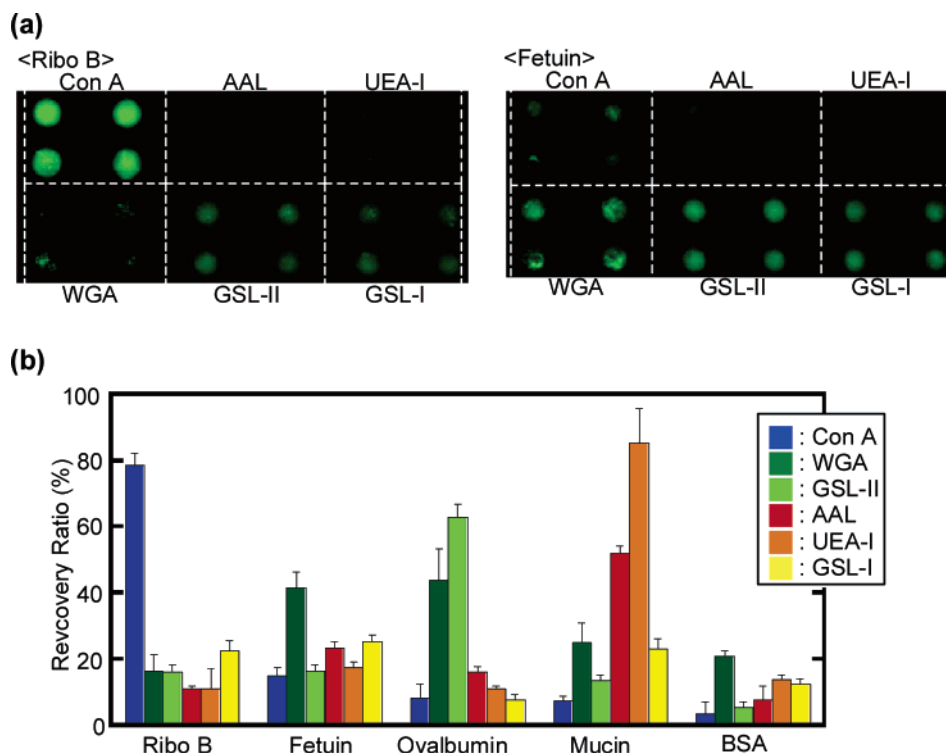 (a)
<Ribo B>
Con A AAL UEA-I
WGA GSL-II GSL-I
<Fetuin>
Con A AAL UEA-I
WGA GSL-II GSL-I
(b)
Revcovery Ratio (%)
100
80
60
40
20
0
Ribo B Fetuin Ovalbumin Mucin BSA
: Con A
: WGA
: GSL-II
: AAL
: UEA-I
: GSL-I